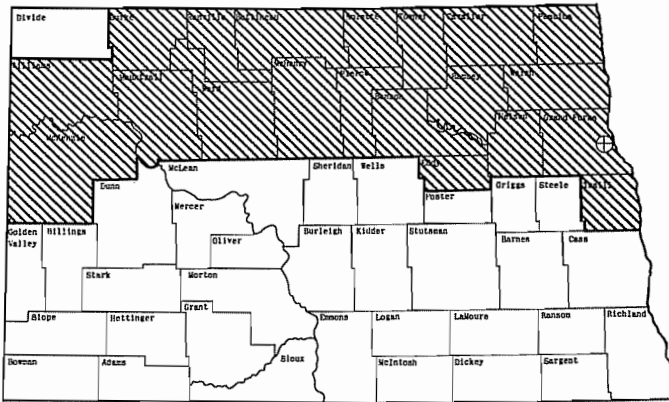 Divide
Burke
Renville
Bottineau
Rolette
Towner
Cavalier
Pembina
Williams
Mountrail
Ward
McHenry
Pierce
Benson
Ramsey
Walsh
McKenzie
Nelson
Grand Forks
Eddy
McLean
Sheridan
Wells
Dunn
Mercer
Foster
Griggs
Steele
Traill
Golden
Valley
Billings
Oliver
Burleigh
Kidder
Stutsman
Barnes
Cass
Stark
Morton
Slope
Hettinger
Grant
Emmons
Logan
LaMoure
Ransom
Richland
Bowman
Adams
Sioux
McIntosh
Dickey
Sargent